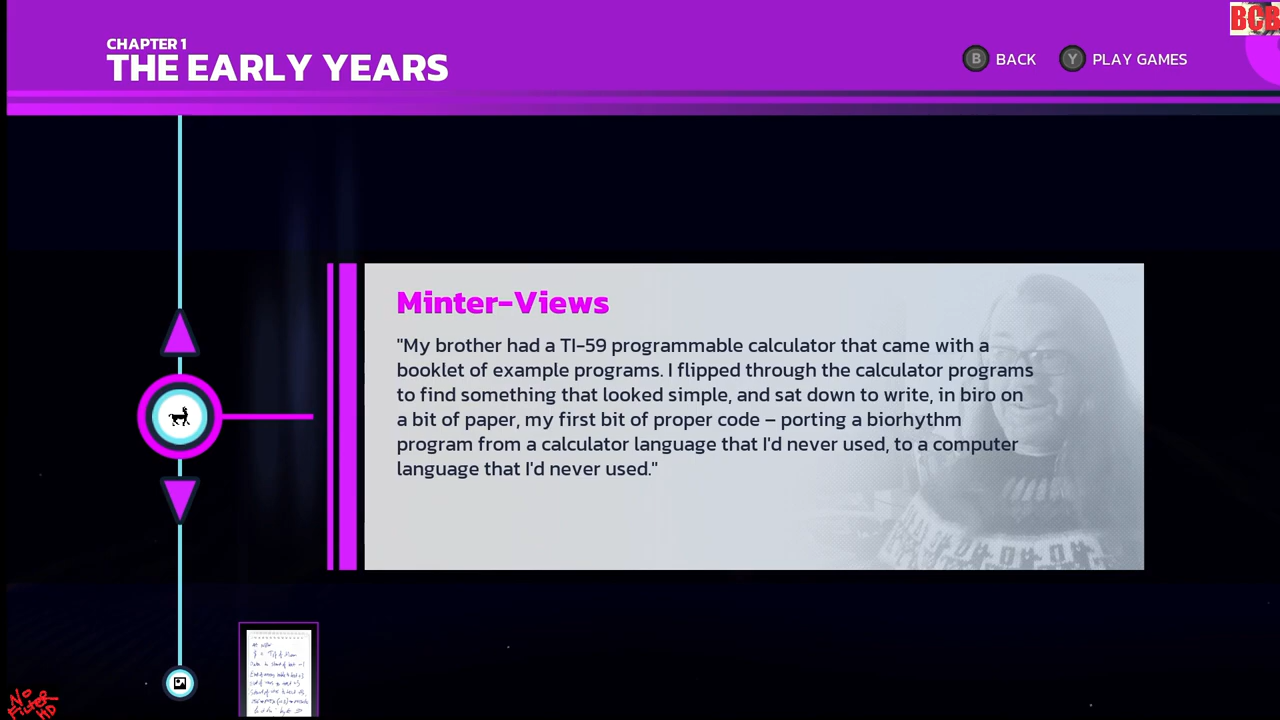 BCB
CHAPTER 1
THE EARLY YEARS
B BACK Y PLAY GAMES
Minter-Views
"My brother had a TI-59 programmable calculator that came with a
booklet of example programs. I flipped through the calculator programs
to find something that looked simple, and sat down to write, in biro on
a bit of paper, my first bit of proper code – porting a biorhythm
program from a calculator language that I'd never used, to a computer
language that I'd never used."
No
Filter
HD